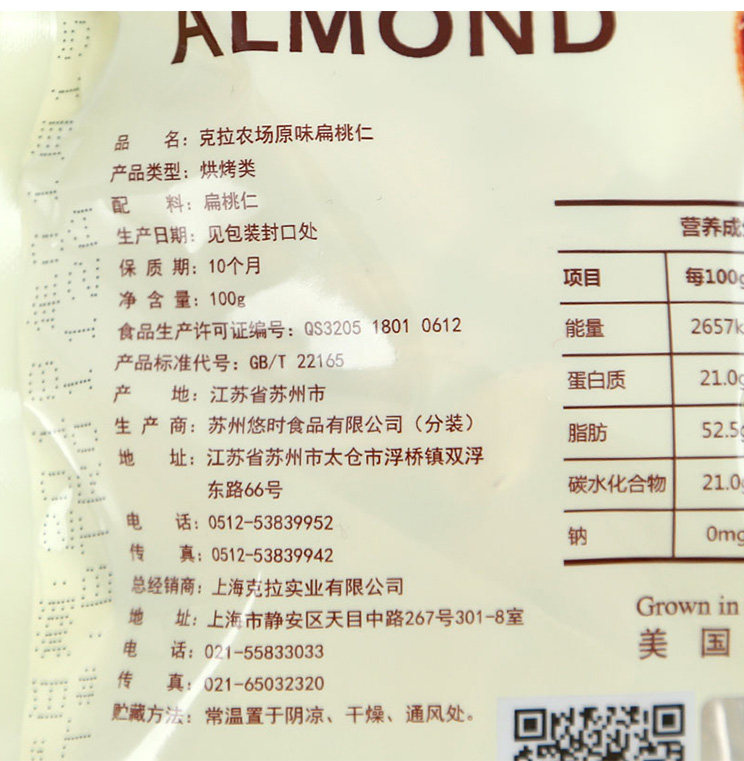 ALMOND
品 名：克拉农场原味扁桃仁
产品类型：烘烤类
配 料：扁桃仁
生产日期：见包装封口处
保 质 期：10个月
净 含 量：100g
食品生产许可证编号：QS3205 1801 0612
产品标准代号：GB/T 22165
产 地：江苏省苏州市
生 产 商：苏州悠时食品有限公司（分装）
地 址：江苏省苏州市太仓市浮桥镇双浮
东路66号
电 话：0512-53839952
传 真：0512-53839942
总经销商：上海克拉实业有限公司
地 址：上海市静安区天目中路267号301-8室
电 话：021-55833033
传 真：021-65032320
贮藏方法：常温置于阴凉、干燥、通风处。
营养成
项目 每100g
能量 2657k
蛋白质 21.0g
脂肪 52.5g
碳水化合物 21.0
钠 0mg
Grown in
美 国